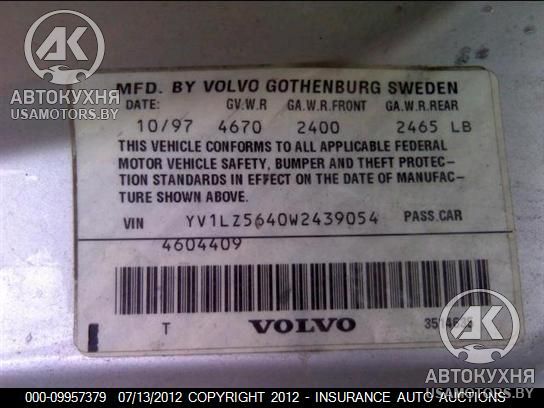 АВТОКУХНЯ
USAMOTORS.BY
MFD. BY VOLVO GOTHENBURG SWEDEN
DATE: GV.W.R GA.W.R.FRONT GA.W.R.REAR
10/97 4670 2400 2465 LB
THIS VEHICLE CONFORMS TO ALL APPLICABLE FEDERAL
MOTOR VEHICLE SAFETY, BUMPER AND THEFT PROTEC-
TION STANDARDS IN EFFECT ON THE DATE OF MANUFAC-
TURE SHOWN ABOVE.
VIN YV1LZ5640W2439054 PASS.CAR
4604409
T VOLVO
АВТОКУХНЯ
USAMOTORS.BY
000-09957379 07/13/2012 COPYRIGHT 2012 - INSURANCE AUTO AUCTIONS